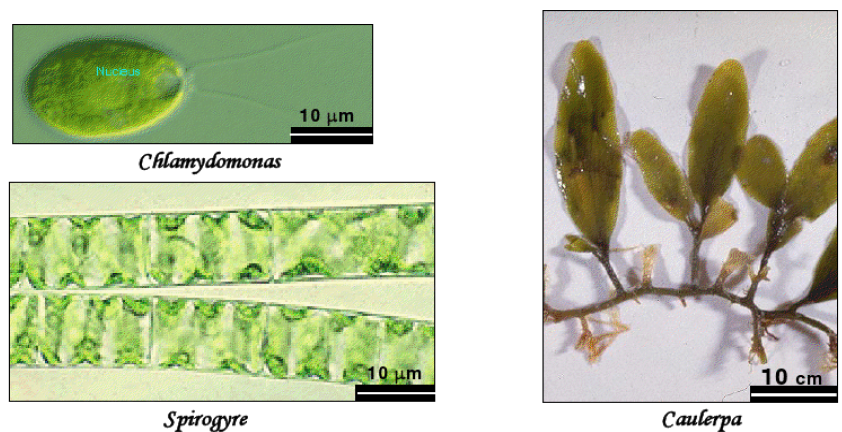 Nucleus
10 µm
Chlamydomonas
10 µm
Spirogyre
10 cm
Caulerpa